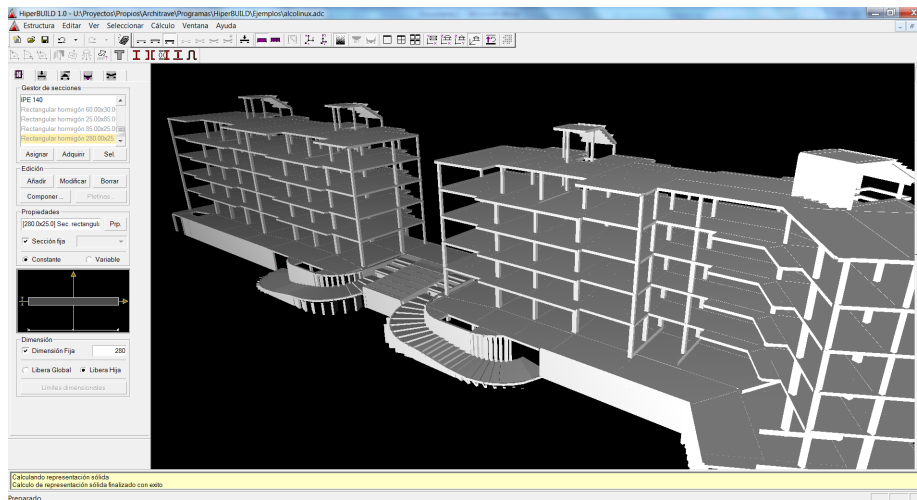 HiperBUILD 1.0 - U:\Proyectos\Propios\Architrave\Programas\HiperBUILD\Ejemplos\alcolinux.adc
Estructura Editar Ver Seleccionar Cálculo Ventana Ayuda
Gestor de secciones
IPE 140
Rectangular hormigón 60.00x30.0
Rectangular hormigón 25.00x85.0
Rectangular hormigón 85.00x25.0
Rectangular hormigón 280.00x25
Asignar Adquirir Sel.
Edición
Añadir Modificar Borrar
Componer... Pletinas...
Propiedades
[280.0x25.0] Sec. rectangul: Prp.
Sección fija
Constante Variable
Dimensión
Dimensión Fija 280
Libera Global Libera Hija
Límites dimensionales
Calculando representación sólida
Calculo de representación sólida finalizado con exito
Preparado